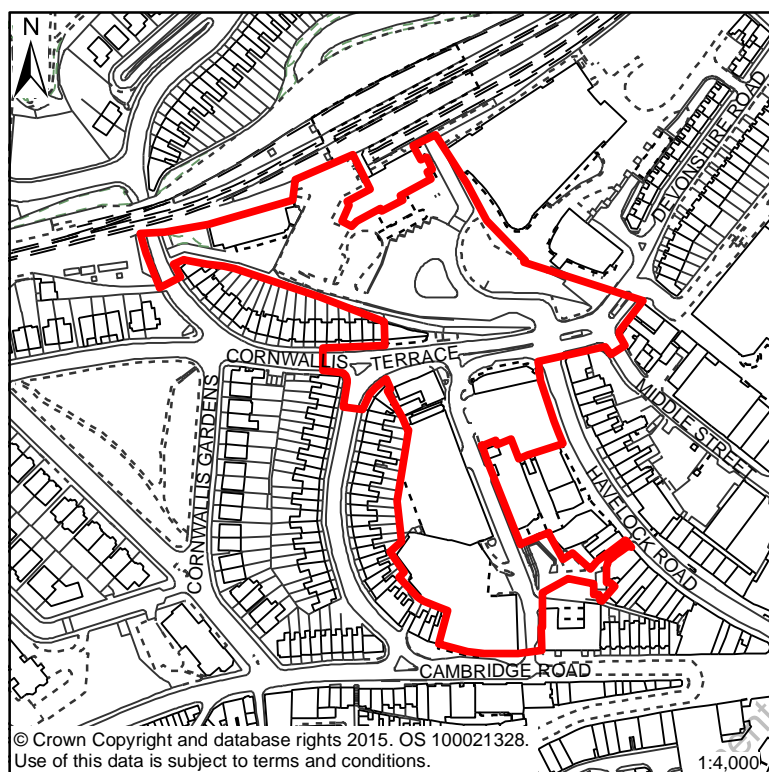 N
DEVONSHIRE ROAD
CORNWALLIS TERRACE
CORNWALLIS GARDENS
MIDDLE STREET
HAVELOCK ROAD
CAMBRIDGE ROAD
© Crown Copyright and database rights 2015. OS 100021328.
Use of this data is subject to terms and conditions.
1:4,000